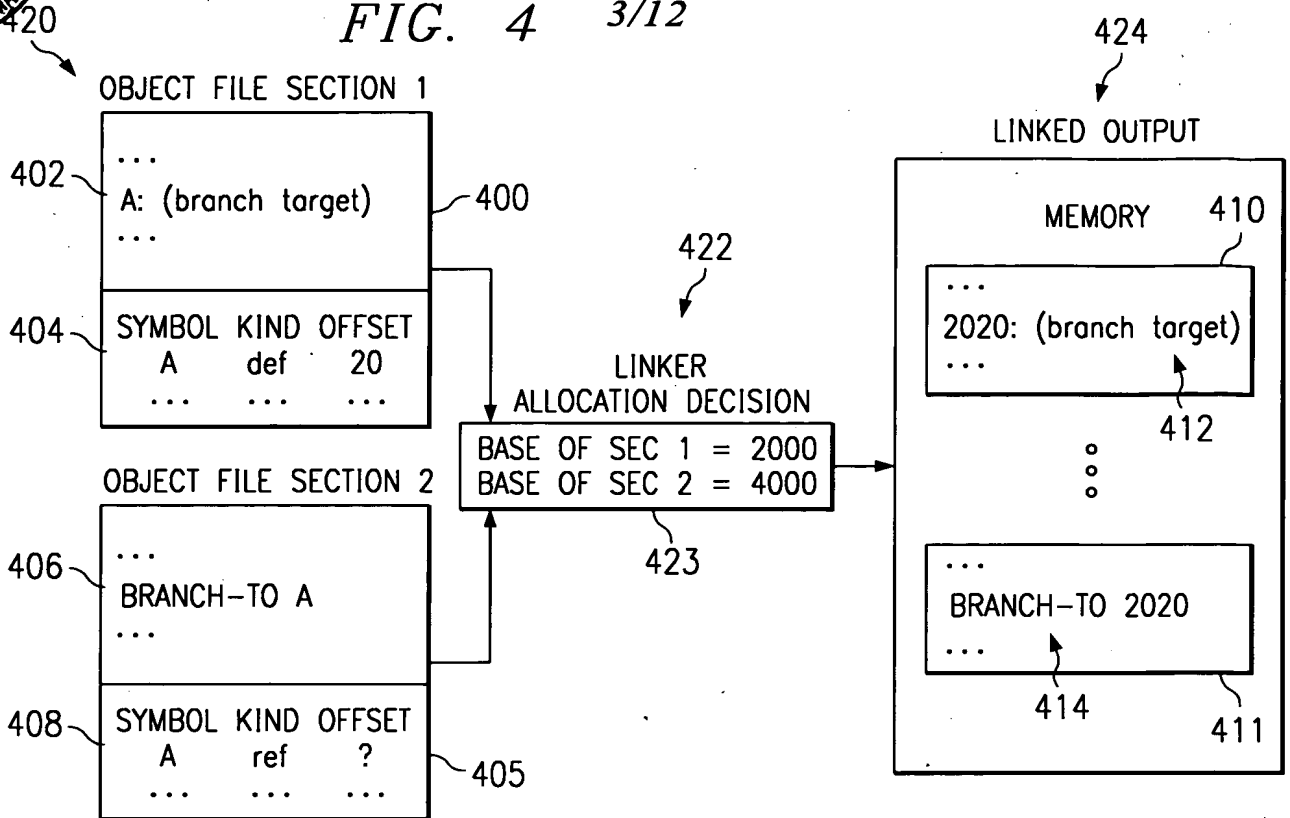 FIG. 4 3/12
420
OBJECT FILE SECTION 1
...
402
A: (branch target)
...
400
404
SYMBOL KIND OFFSET
A def 20
... ... ...
OBJECT FILE SECTION 2
...
406
BRANCH-TO A
...
408
SYMBOL KIND OFFSET
A ref ?
... ... ...
405
422
LINKER
ALLOCATION DECISION
BASE OF SEC 1 = 2000
BASE OF SEC 2 = 4000
423
424
LINKED OUTPUT
MEMORY
410
...
2020: (branch target)
...
412
...
BRANCH-TO 2020
...
414
411